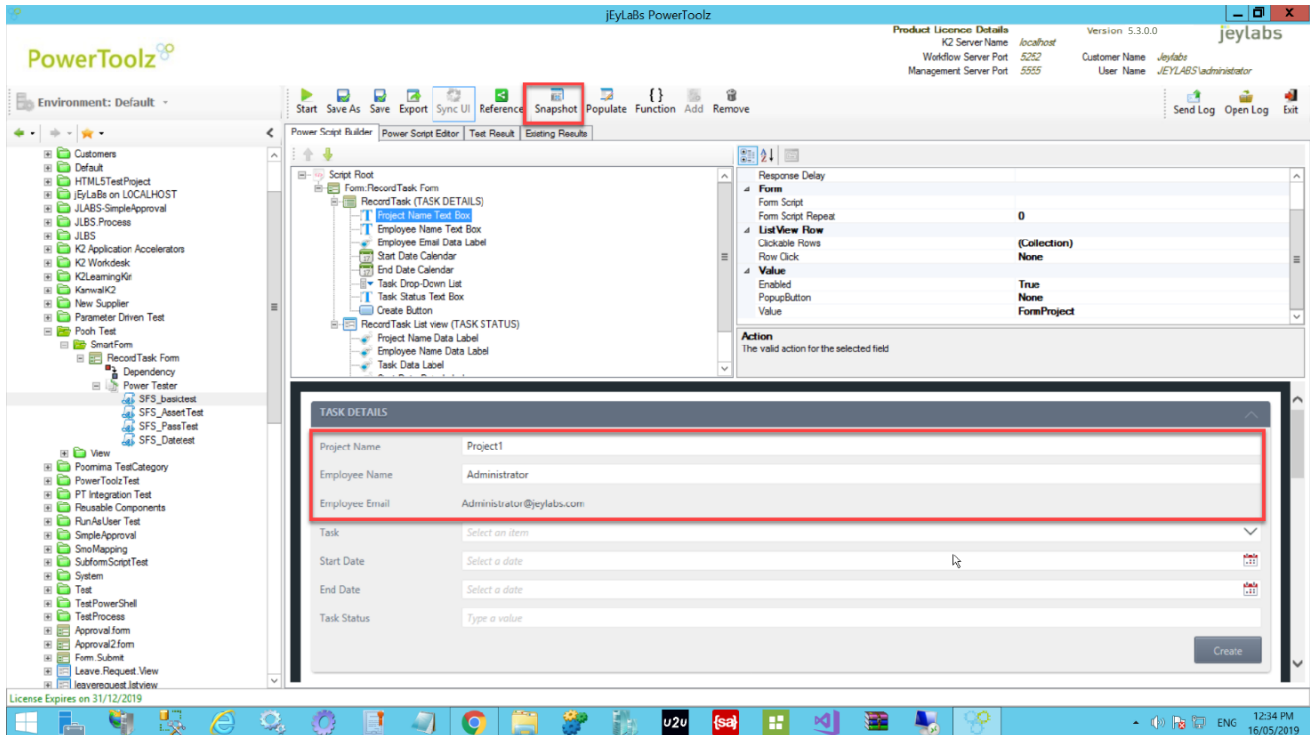 jEyLaBs PowerToolz
PowerToolz
Product Licence Details
K2 Server Name localhost
Workflow Server Port 5252
Management Server Port 5555
Version 5.3.0.0
Customer Name Jeylabs
User Name JEYLABS\administrator
jeylabs
Environment: Default
Start Save As Save Export Sync UI Reference Snapshot Populate Function Add Remove
Send Log Open Log Exit
Power Script Builder Power Script Editor Test Result Existing Results
Customers
Default
HTML5TestProject
jEyLaBs on LOCALHOST
JLABS-SimpleApproval
JLBS.Process
JLBS
K2 Application Accelerators
K2 Workdesk
K2LearningKit
KanwalK2
New Supplier
Parameter Driven Test
Pooh Test
SmartForm
RecordTask Form
Dependency
Power Tester
SFS_basictest
SFS_AssertTest
SFS_PassTest
SFS_Datetest
View
Poornima TestCategory
PowerToolzTest
PT Integration Test
Reusable Components
RunAsUser Test
SimpleApproval
SmoMapping
SubformScriptTest
System
Test
TestPowerShell
TestProcess
Approval.form
Approval2.form
Form.Submit
Leave.Request.View
leaverequest.listview
Script Root
Form:RecordTask Form
RecordTask (TASK DETAILS)
Project Name Text Box
Employee Name Text Box
Employee Email Data Label
Start Date Calendar
End Date Calendar
Task Drop-Down List
Task Status Text Box
Create Button
RecordTask List view (TASK STATUS)
Project Name Data Label
Employee Name Data Label
Task Data Label
Response Delay
Form
Form Script
Form Script Repeat 0
ListView Row
Clickable Rows (Collection)
Row Click None
Value
Enabled True
PopupButton None
Value FormProject
Action
The valid action for the selected field
TASK DETAILS
Project Name Project1
Employee Name Administrator
Employee Email Administrator@jeylabs.com
Task Select an item
Start Date Select a date
End Date Select a date
Task Status Type a value
Create
License Expires on 31/12/2019
U2U
{sa}
ENG
12:34 PM
16/05/2019